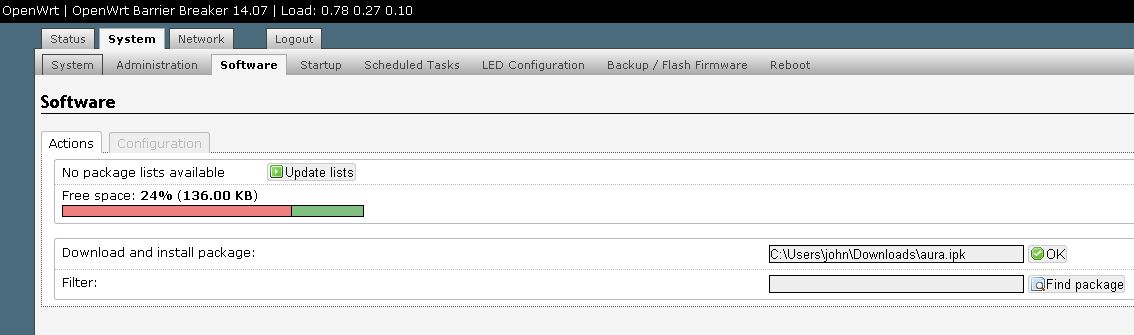 OpenWrt | OpenWrt Barrier Breaker 14.07 | Load: 0.78 0.27 0.10
Status System Network Logout
System Administration Software Startup Scheduled Tasks LED Configuration Backup / Flash Firmware Reboot
Software
Actions Configuration
No package lists available Update lists
Free space: 24% (136.00 KB)
Download and install package: C:\Users\john\Downloads\aura.ipk OK
Filter: Find package